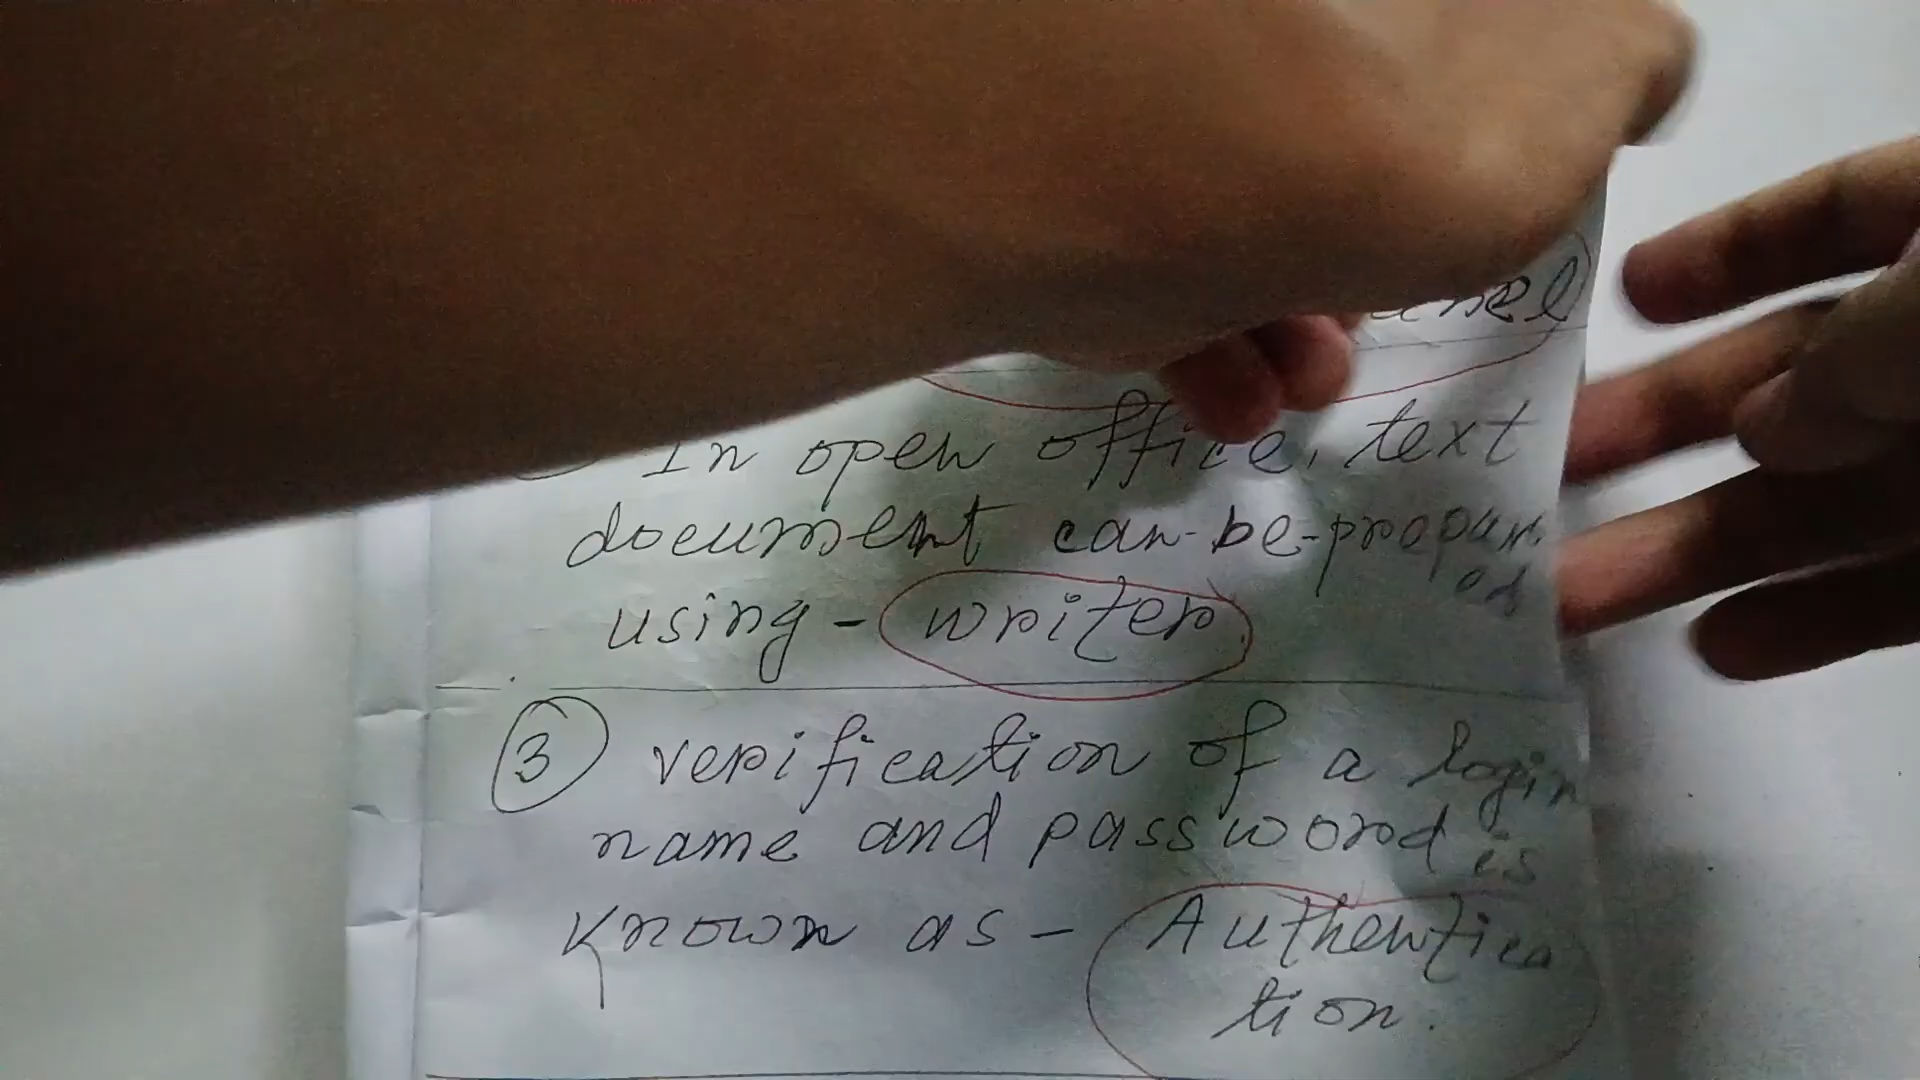 In open office, text
document can-be-prepar
ed
using - writer.
3 verification of a login
name and password is
known as - Authentica
tion.